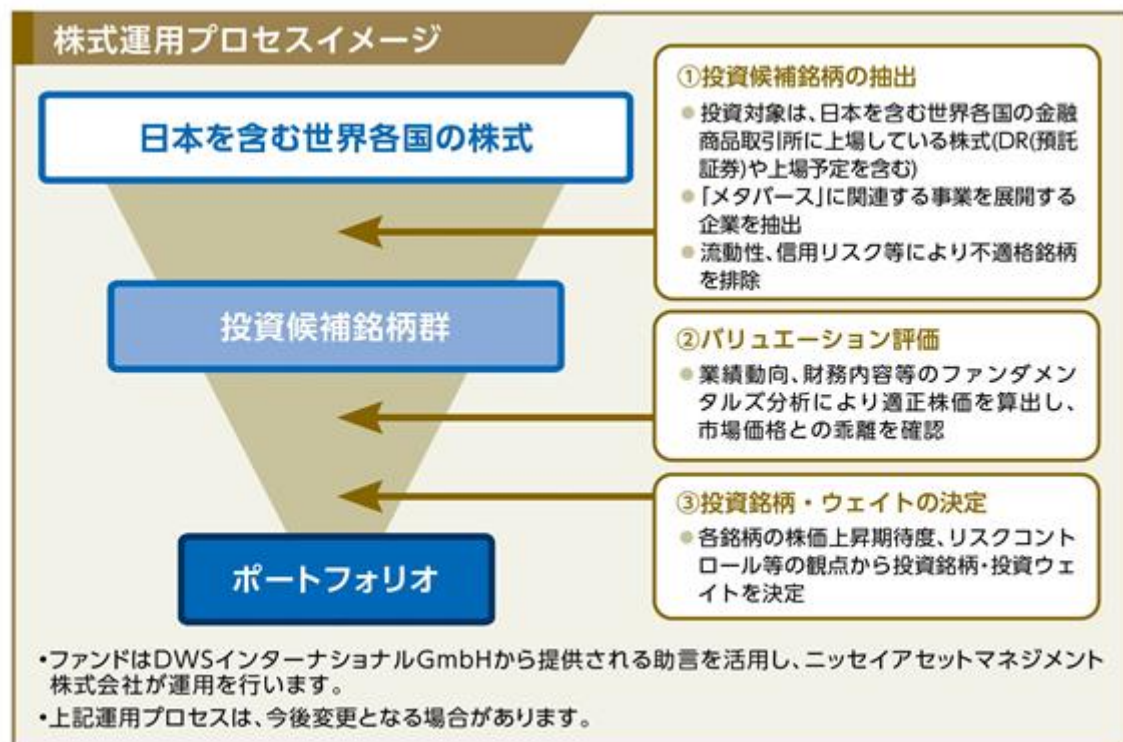 株式運用プロセスイメージ
日本を含む世界各国の株式
投資候補銘柄群
ポートフォリオ
①投資候補銘柄の抽出
●投資対象は、日本を含む世界各国の金融
商品取引所に上場している株式(DR(預託
証券)や上場予定を含む)
●「メタバース」に関連する事業を展開する
企業を抽出
●流動性、信用リスク等により不適格銘柄
を排除
②バリュエーション評価
●業績動向、財務内容等のファンダメン
タルズ分析により適正株価を算出し、
市場価格との乖離を確認
③投資銘柄・ウェイトの決定
●各銘柄の株価上昇期待度、リスクコント
ロール等の観点から投資銘柄・投資ウェ
イトを決定
•ファンドはDWSインターナショナルGmbHから提供される助言を活用し、ニッセイアセットマネジメント
株式会社が運用を行います。
•上記運用プロセスは、今後変更となる場合があります。